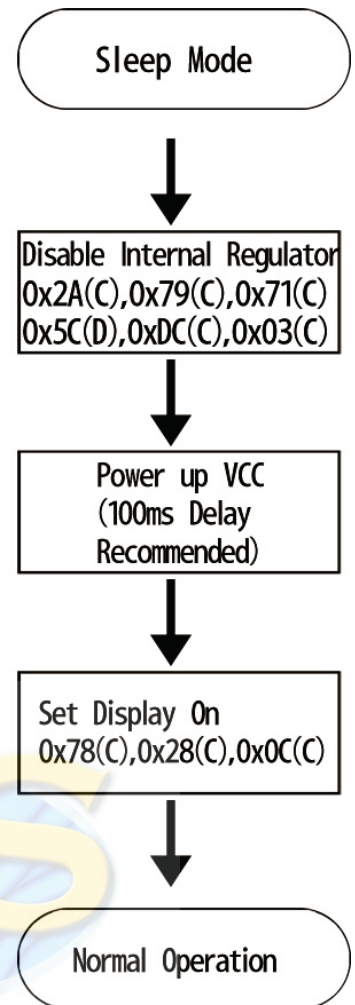 Sleep Mode
Disable Internal Regulator
0x2A(C),0x79(C),0x71(C)
0x5C(D),0xDC(C),0x03(C)
Power up VCC
(100ms Delay
Recommended)
Set Display On
0x78(C),0x28(C),0x0C(C)
Normal Operation